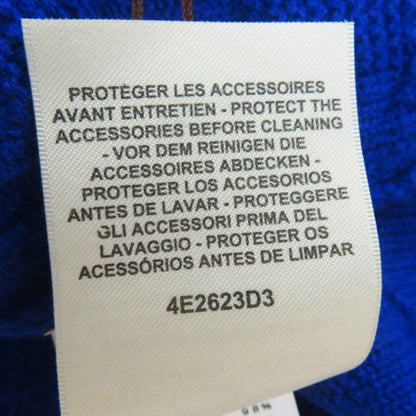 PROTÉGER LES ACCESSOIRES
AVANT ENTRETIEN - PROTECT THE
ACCESSORIES BEFORE CLEANING
- VOR DEM REINIGEN DIE
ACCESSOIRES ABDECKEN -
PROTEGER LOS ACCESORIOS
ANTES DE LAVAR - PROTEGGERE
GLI ACCESSORI PRIMA DEL
LAVAGGIO - PROTEGER OS
ACESSÓRIOS ANTES DE LIMPAR
4E2623D3